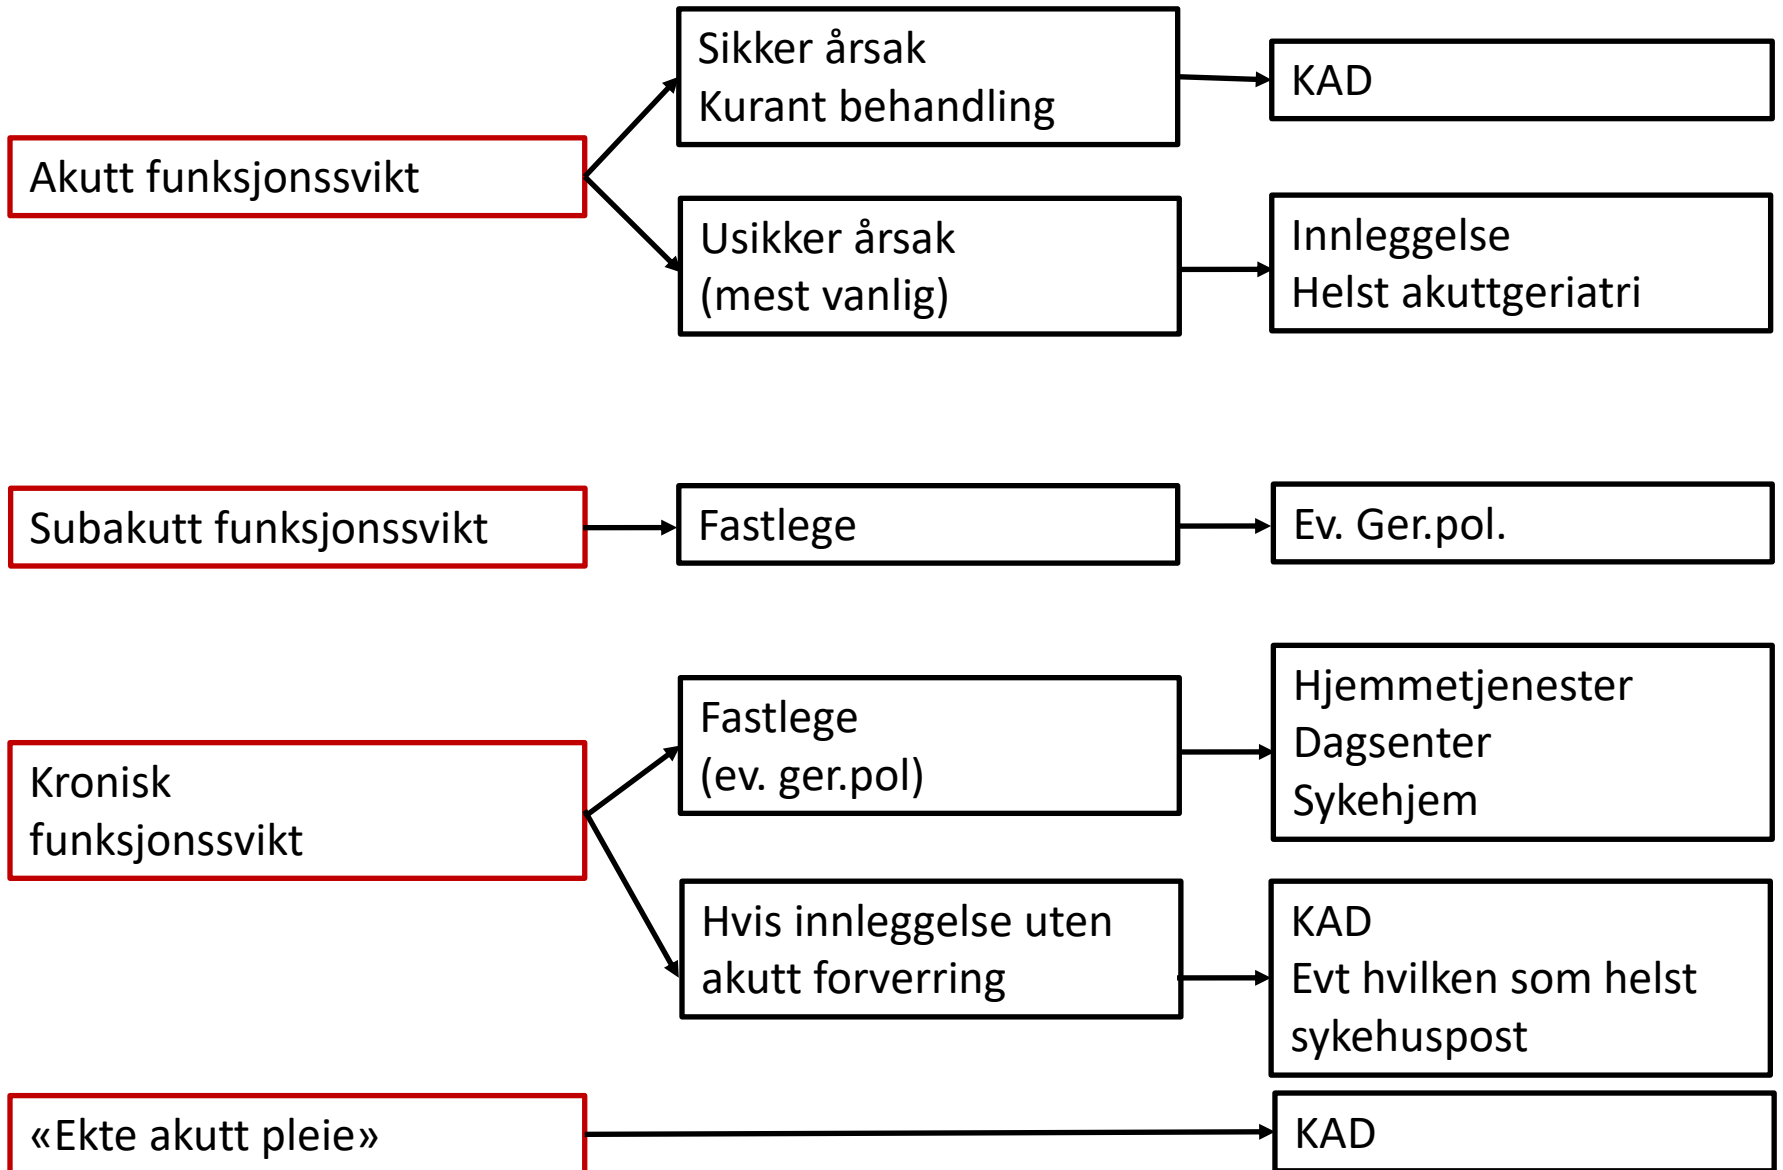 Akutt funksjonssvikt
Sikker årsak
Kurant behandling
KAD
Usikker årsak
(mest vanlig)
Innleggelse
Helst akuttgeriatri
Subakutt funksjonssvikt
Fastlege
Ev. Ger.pol.
Kronisk
funksjonssvikt
Fastlege
(ev. ger.pol)
Hjemmetjenester
Dagsenter
Sykehjem
Hvis innleggelse uten
akutt forverring
KAD
Evt hvilken som helst
sykehuspost
«Ekte akutt pleie»
KAD